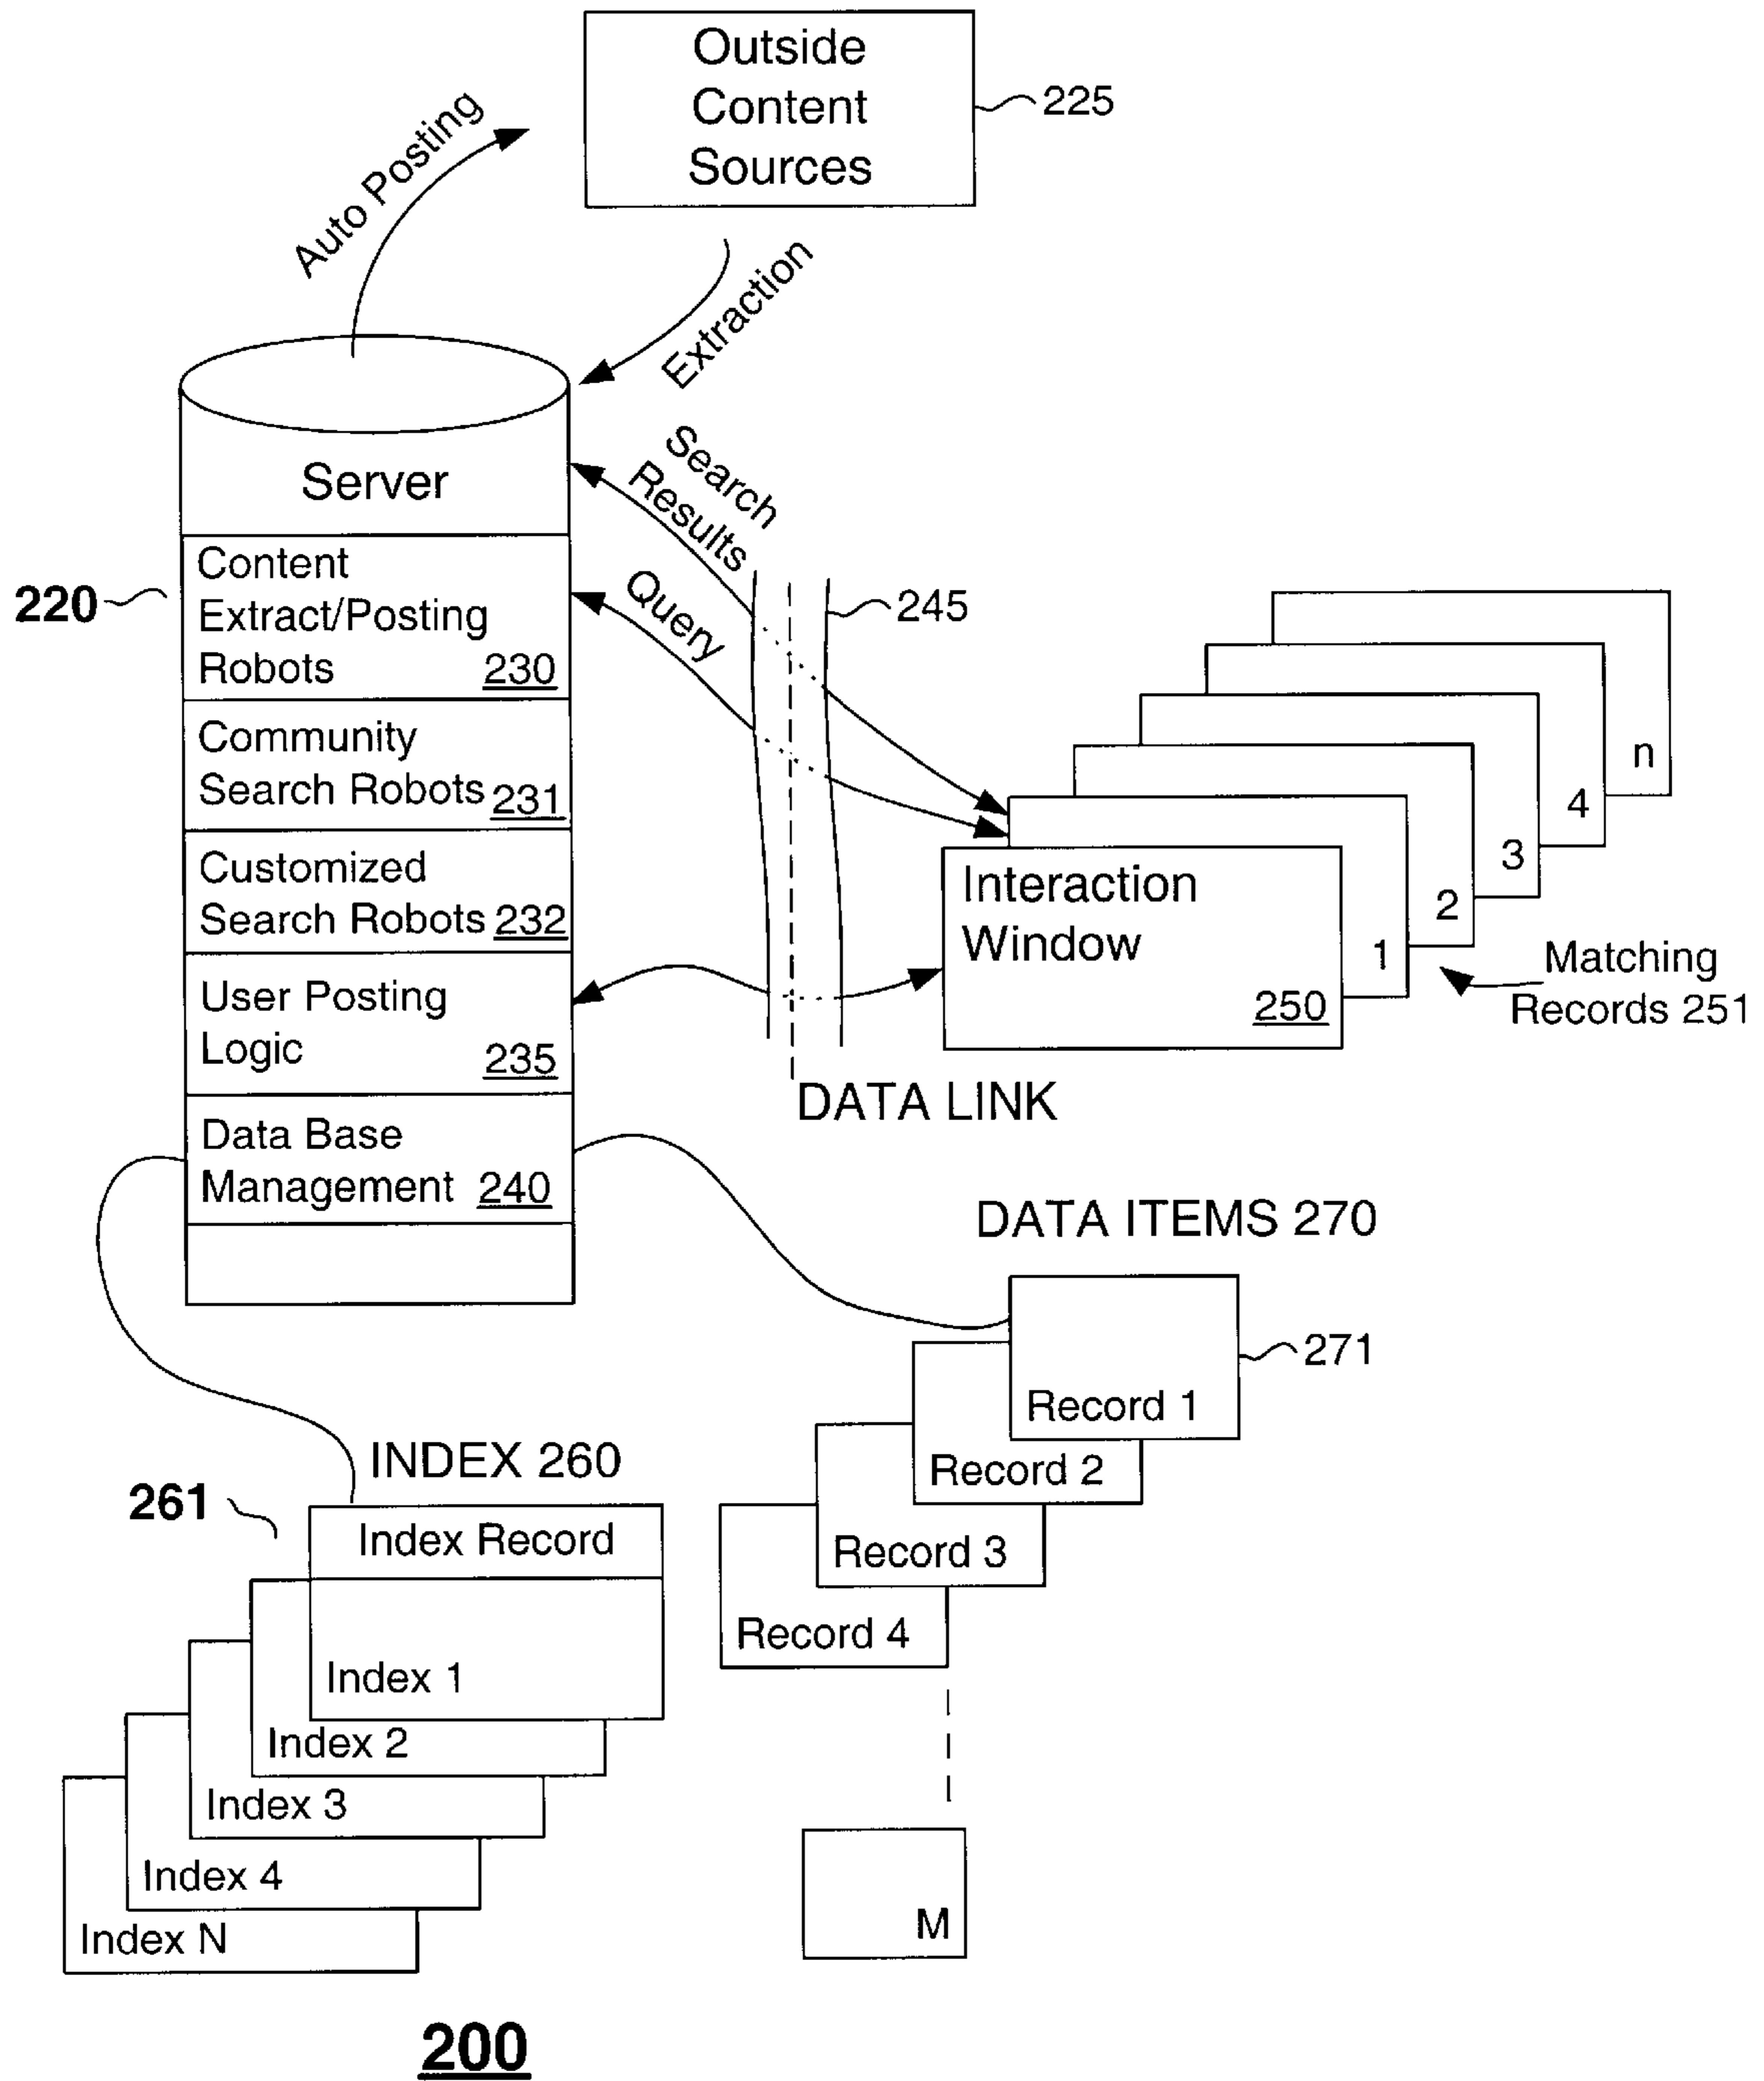 Outside
Content
Sources
225
Auto Posting
Extraction
Server
Search
Results
Query
220
Content
Extract/Posting
Robots 230
Community
Search Robots 231
Customized
Search Robots 232
User Posting
Logic 235
Data Base
Management 240
245
DATA LINK
Interaction
Window
250
1
2
3
4
n
Matching
Records 251
DATA ITEMS 270
271
Record 1
Record 2
Record 3
Record 4
M
INDEX 260
261
Index Record
Index 1
Index 2
Index 3
Index 4
Index N
200